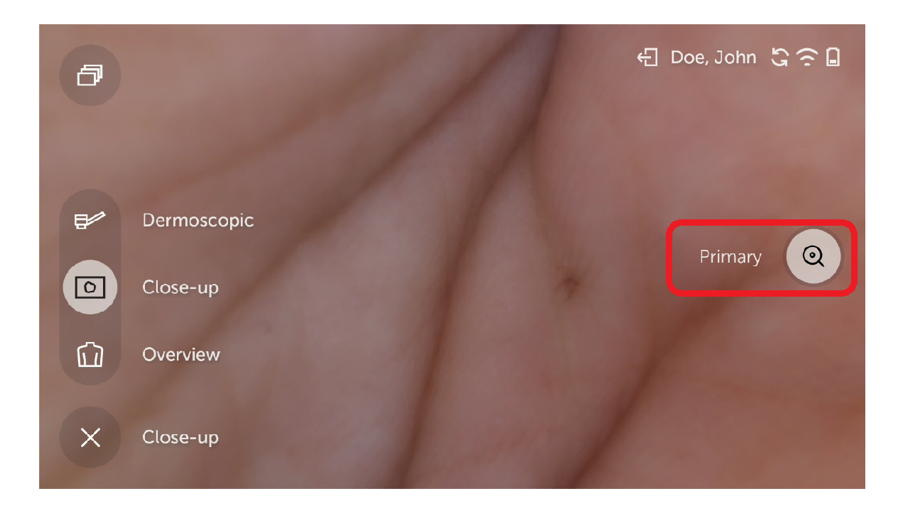 Doe, John
Dermoscopic
Primary
Close-up
Overview
Close-up